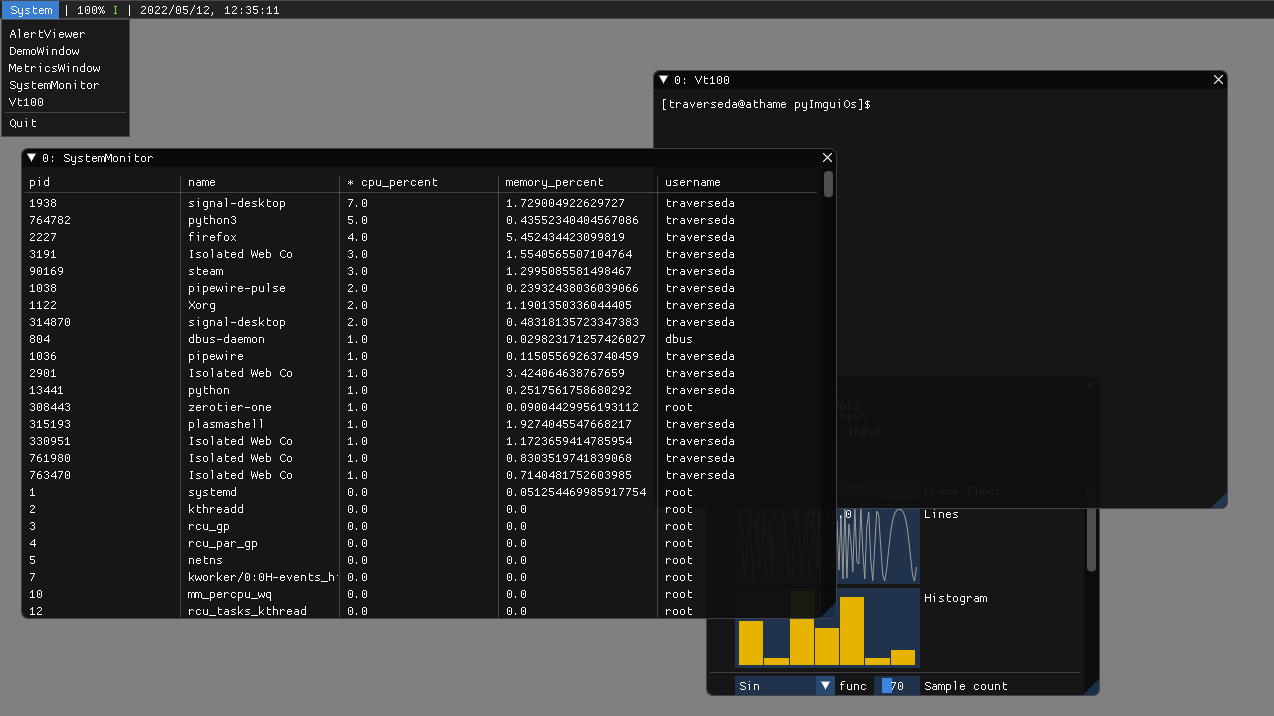 System | 100% I | 2022/05/12, 12:35:11
AlertViewer
DemoWindow
MetricsWindow
SystemMonitor
Vt100
Quit
0: Vt100
[traverseda@athame pyImguiOs]$
0: SystemMonitor
pid name * cpu_percent memory_percent username
1938 signal-desktop 7.0 1.729004922629727 traverseda
764782 python3 5.0 0.43552340404567086 traverseda
2227 firefox 4.0 5.452434423099819 traverseda
3191 Isolated Web Co 3.0 1.5540565507104764 traverseda
90169 steam 3.0 1.2995085581498467 traverseda
1038 pipewire-pulse 2.0 0.23932438036039066 traverseda
1122 Xorg 2.0 1.1901350336044405 traverseda
314870 signal-desktop 2.0 0.48318135723347383 traverseda
804 dbus-daemon 1.0 0.029823171257426027 dbus
1036 pipewire 1.0 0.11505569263740459 traverseda
2901 Isolated Web Co 1.0 3.424064638767659 traverseda
13441 python 1.0 0.2517561758680292 traverseda
308443 zerotier-one 1.0 0.09004429956193112 root
315193 plasmashell 1.0 1.9274045547668217 traverseda
330951 Isolated Web Co 1.0 1.1723659414785954 traverseda
761980 Isolated Web Co 1.0 0.8303519741839068 traverseda
763470 Isolated Web Co 1.0 0.7140481752603985 traverseda
1 systemd 0.0 0.051254469985917754 root
2 kthreadd 0.0 0.0 root
3 rcu_gp 0.0 0.0 root
4 rcu_par_gp 0.0 0.0 root
5 netns 0.0 0.0 root
7 kworker/0:0H-events_hi 0.0 0.0 root
10 mm_percpu_wq 0.0 0.0 root
12 rcu_tasks_kthread 0.0 0.0 root
Help
Input
Input
Frame Times
avg 0
Lines
Histogram
Sin func 70 Sample count